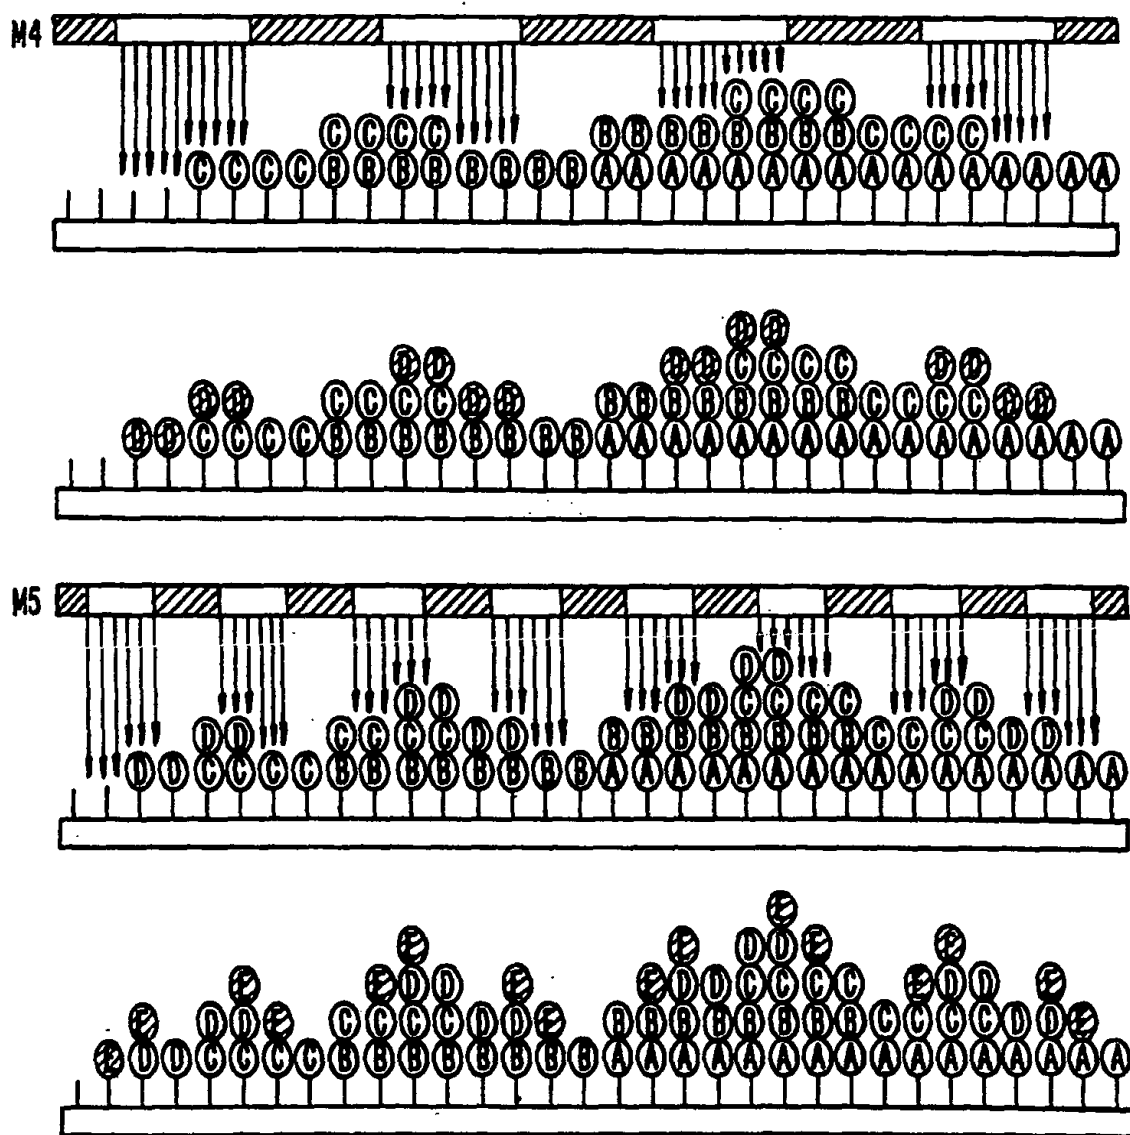 M4
C C C C
C C C C B B B B B B B B C C C C
C C C C B B B B B B B B A A A A A A A A A A A A A A A A
D D
D D D D C C C C D D
D D C C C C D D B B B B B B B B C C C C D D
D D C C C C B B B B B B B B A A A A A A A A A A A A A A A A
M5
D D
D D D D C C C C D D
D D C C C C D D B B B B B B B B C C C C D D
D D C C C C B B B B B B B B A A A A A A A A A A A A A A A A
E
E E D D E E
E E D D E E D D C C C C E D D E
E D D E C C C C D D E B B B B B B B B C C C C D D E
E D D C C C C B B B B B B B B A A A A A A A A A A A A A A A A